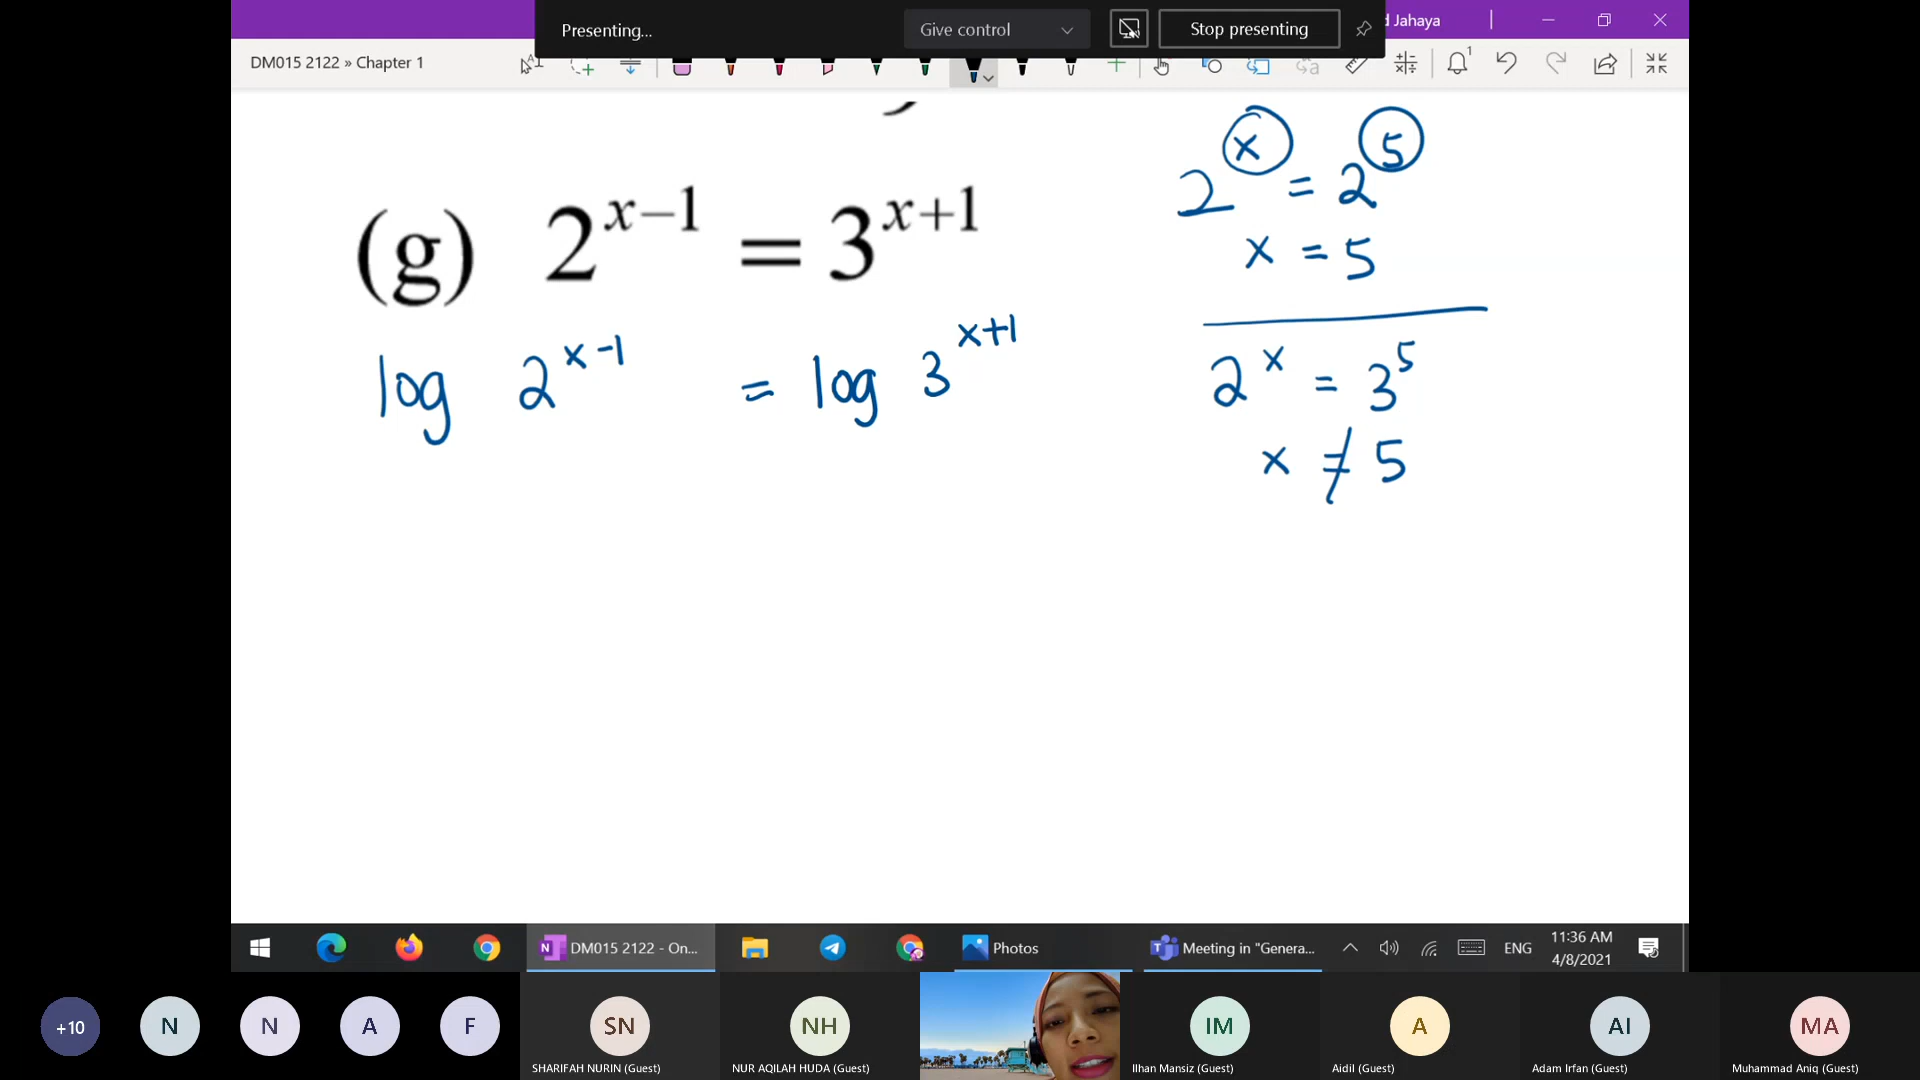 Presenting...
Give control
Stop presenting
d Jahaya
DM015 2122 » Chapter 1
1
(g) 2^{x-1} = 3^{x+1}
log 2^{x-1} = log 3^{x+1}
2^x = 2^5
x = 5
2^x = 3^5
x ≠ 5
DM015 2122 - On...
Photos
Meeting in "Genera...
ENG
11:36 AM
4/8/2021
+10
N
N
A
F
SN
SHARIFAH NURIN (Guest)
NH
NUR AQILAH HUDA (Guest)
IM
Ilhan Mansiz (Guest)
A
Aidil (Guest)
AI
Adam Irfan (Guest)
MA
Muhammad Aniq (Guest)